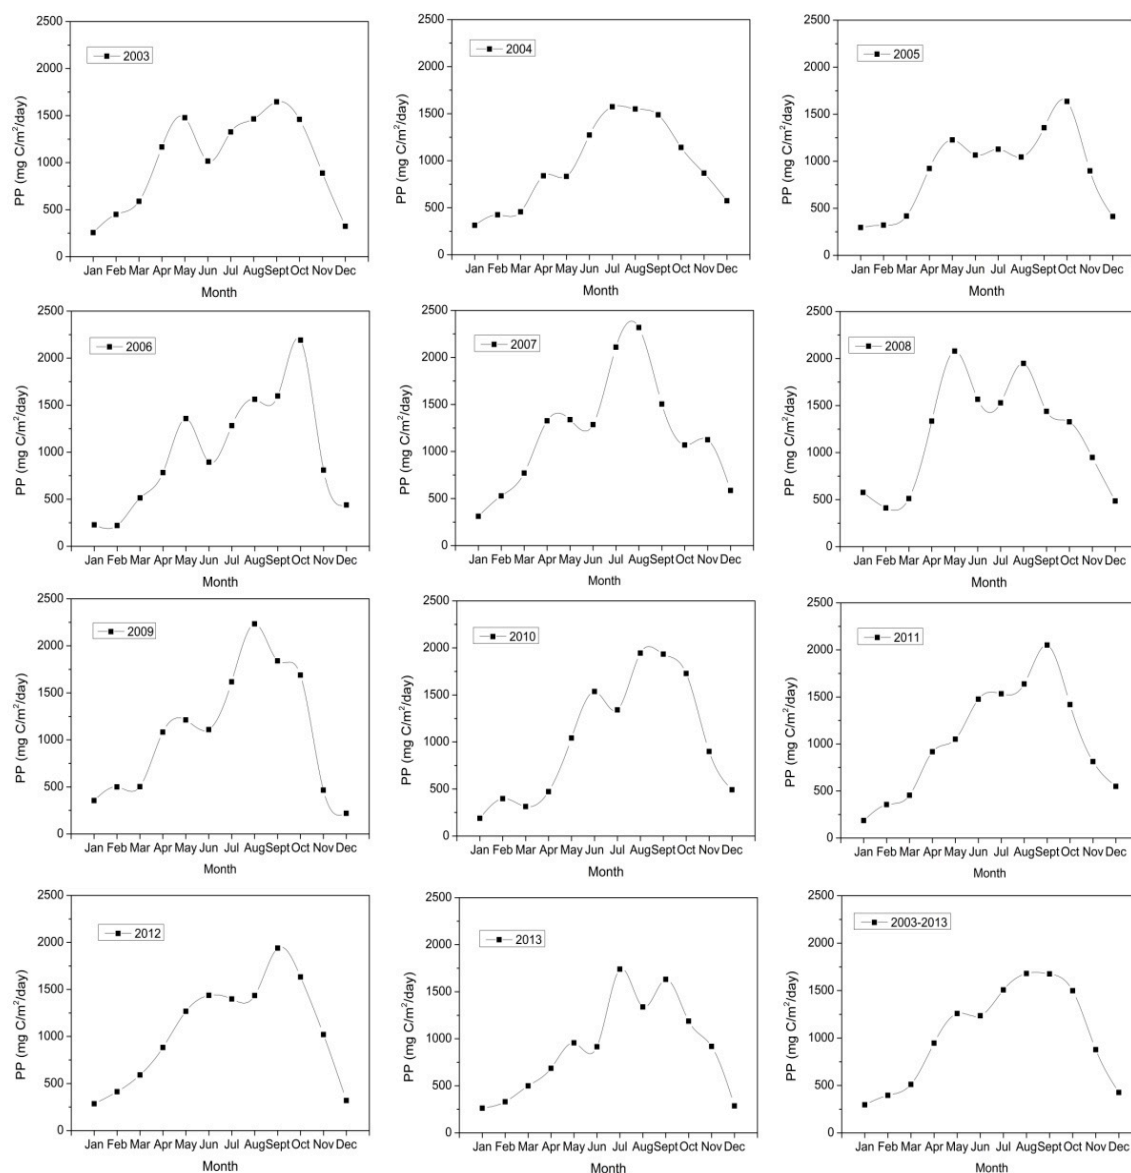 2500
2000
1500
1000
500
0
PP (mg C/m²/day)
2003
Jan Feb Mar Apr May Jun Jul Aug Sept Oct Nov Dec
Month
2500
2000
1500
1000
500
0
PP (mg C/m²/day)
2004
Jan Feb Mar Apr May Jun Jul Aug Sept Oct Nov Dec
Month
2500
2000
1500
1000
500
0
PP (mg C/m²/day)
2005
Jan Feb Mar Apr May Jun Jul Aug Sept Oct Nov Dec
Month
2500
2000
1500
1000
500
0
PP (mg C/m²/day)
2006
Jan Feb Mar Apr May Jun Jul Aug Sept Oct Nov Dec
Month
2500
2000
1500
1000
500
0
PP (mg C/m²/day)
2007
Jan Feb Mar Apr May Jun Jul Aug Sept Oct Nov Dec
Month
2500
2000
1500
1000
500
0
PP (mg C/m²/day)
2008
Jan Feb Mar Apr May Jun Jul Aug Sept Oct Nov Dec
Month
2500
2000
1500
1000
500
0
PP (mg C/m²/day)
2009
Jan Feb Mar Apr May Jun Jul Aug Sept Oct Nov Dec
Month
2500
2000
1500
1000
500
0
PP (mg C/m²/day)
2010
Jan Feb Mar Apr May Jun Jul Aug Sept Oct Nov Dec
Month
2500
2000
1500
1000
500
0
PP (mg C/m²/day)
2011
Jan Feb Mar Apr May Jun Jul Aug Sept Oct Nov Dec
Month
2500
2000
1500
1000
500
0
PP (mg C/m²/day)
2012
Jan Feb Mar Apr May Jun Jul Aug Sept Oct Nov Dec
Month
2500
2000
1500
1000
500
0
PP (mg C/m²/day)
2013
Jan Feb Mar Apr May Jun Jul Aug Sept Oct Nov Dec
Month
2500
2000
1500
1000
500
0
PP (mg C/m²/day)
2003-2013
Jan Feb Mar Apr May Jun Jul Aug Sept Oct Nov Dec
Month